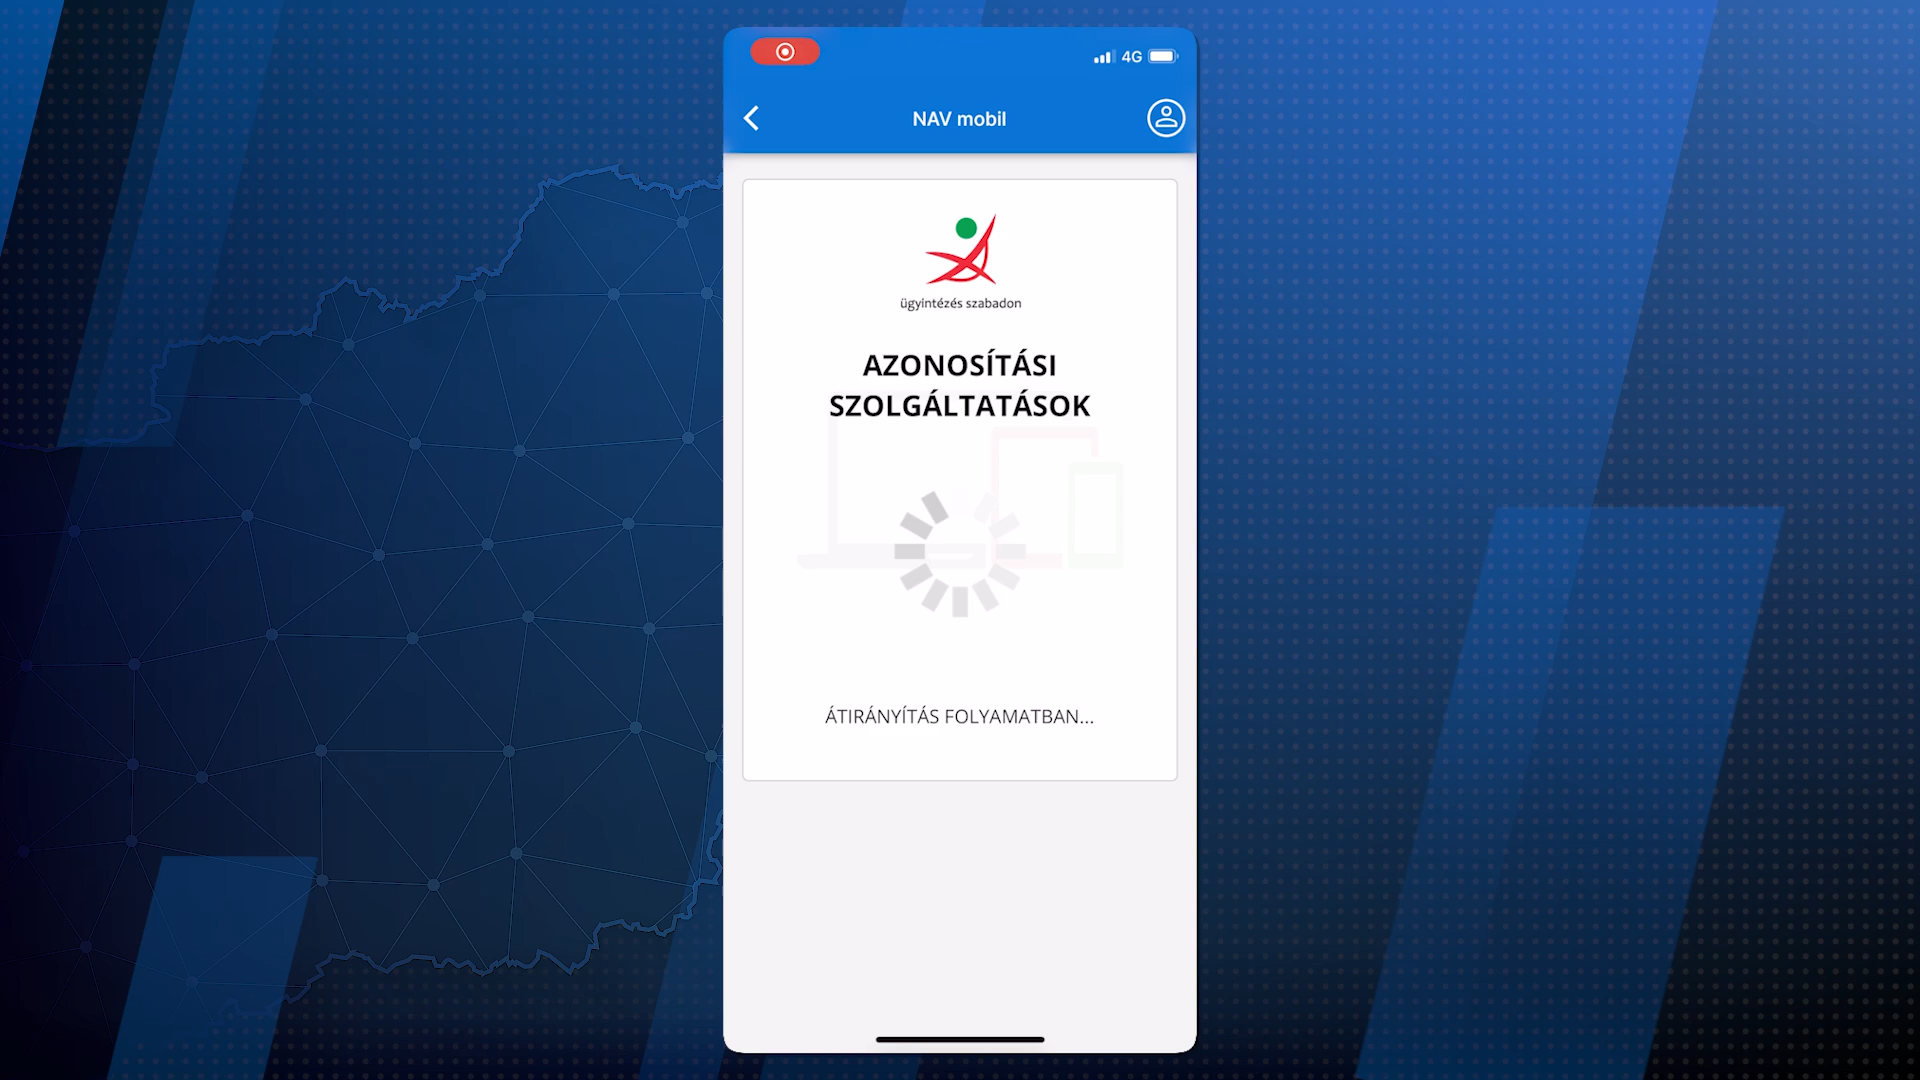 4G
NAV mobil
ügyintézés szabadon
AZONOSÍTÁSI
SZOLGÁLTATÁSOK
ÁTIRÁNYÍTÁS FOLYAMATBAN...